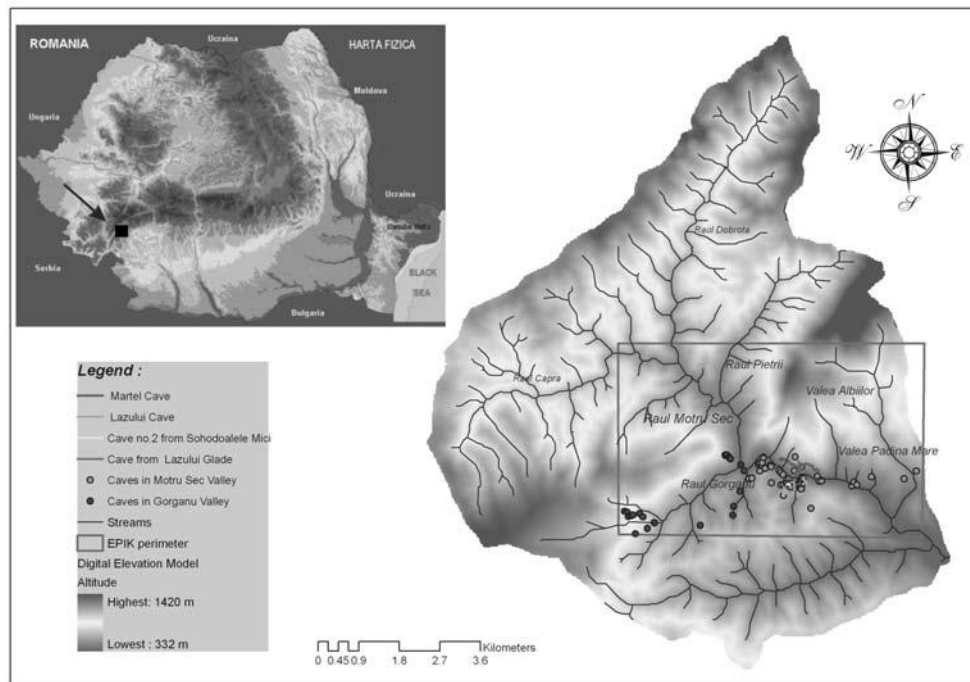 ROMANIA
Ucraina
HARTA FIZICA
Moldova
Ungaria
Ucraina
Serbia
BLACK
SEA
Bulgaria
N
W
E
S
Raul Dobrota
Raul Pietrii
Raul Capra
Valea Albiilor
Raul Motru Sec
Valea Padina Mare
Raul Gorganu
Legend :
Martel Cave
Lazului Cave
Cave no.2 from Sohodoalele Mici
Cave from Lazului Glade
Caves in Motru Sec Valley
Caves in Gorganu Valley
Streams
EPIK perimeter
Digital Elevation Model
Altitude
Highest: 1420 m
Lowest : 332 m
Kilometers
0 0.45 0.9 1.8 2.7 3.6